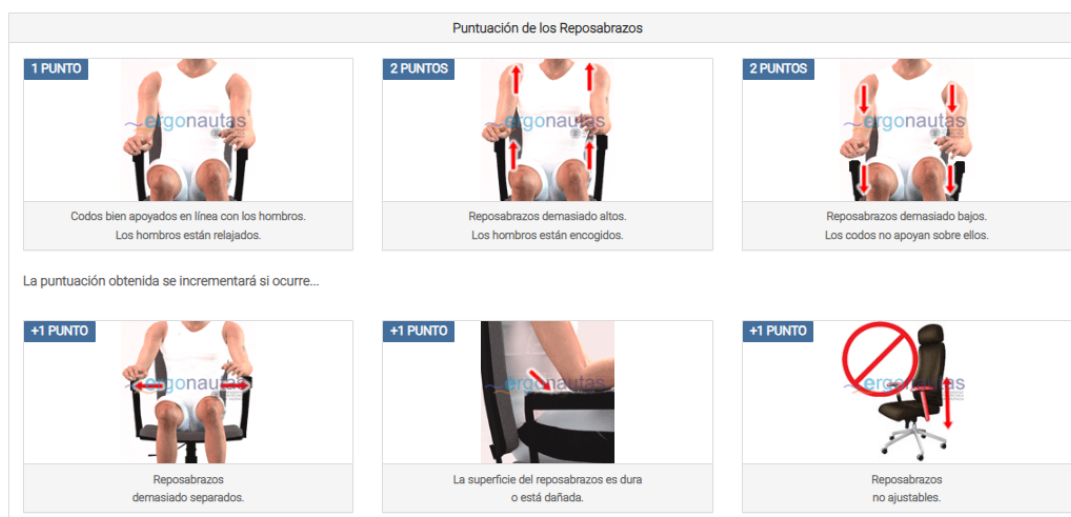 Puntuación de los Reposabrazos
1 PUNTO
ergonautas
Codos bien apoyados en línea con los hombros.
Los hombros están relajados.
2 PUNTOS
ergonautas
Reposabrazos demasiado altos.
Los hombros están encogidos.
2 PUNTOS
ergonautas
Reposabrazos demasiado bajos.
Los codos no apoyan sobre ellos.
La puntuación obtenida se incrementará si ocurre...
+1 PUNTO
ergonautas
Reposabrazos
demasiado separados.
+1 PUNTO
ergonautas
La superficie del reposabrazos es dura
o está dañada.
+1 PUNTO
ergonautas
Reposabrazos
no ajustables.